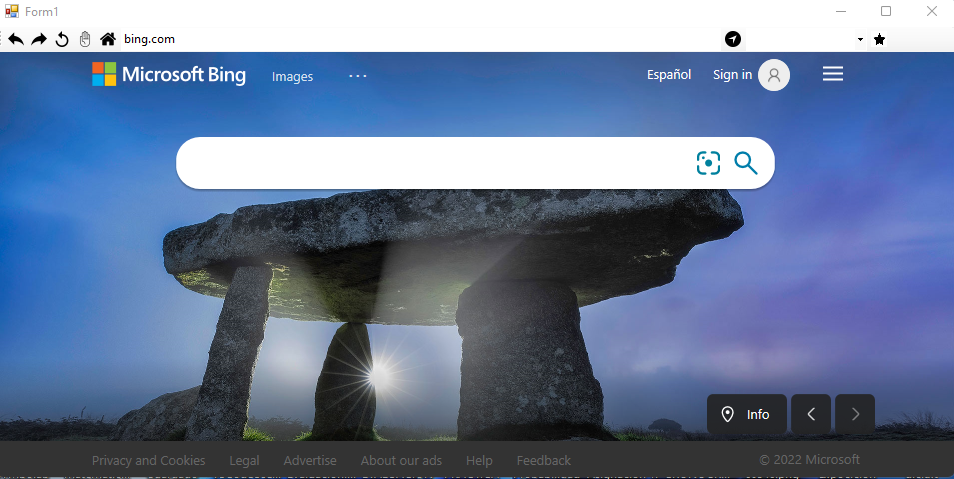 Form1
bing.com
Microsoft Bing Images ... Español Sign in
Info
Privacy and Cookies Legal Advertise About our ads Help Feedback © 2022 Microsoft